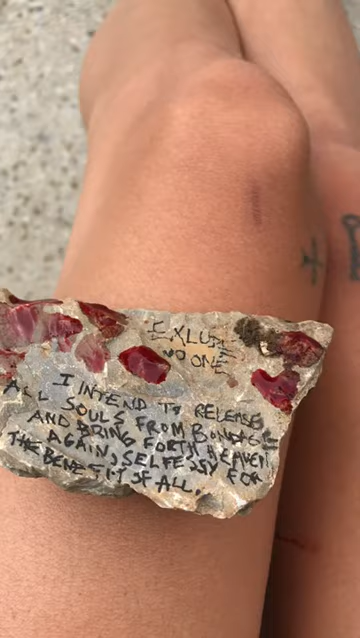 I EXLUDE
NO ONE
I INTEND TO RELEASE
ALL SOULS FROM BONDAGE
AND BRING FORTH HEAVEN
AGAIN, SELFESSLY FOR
THE BENEFIT OF ALL.